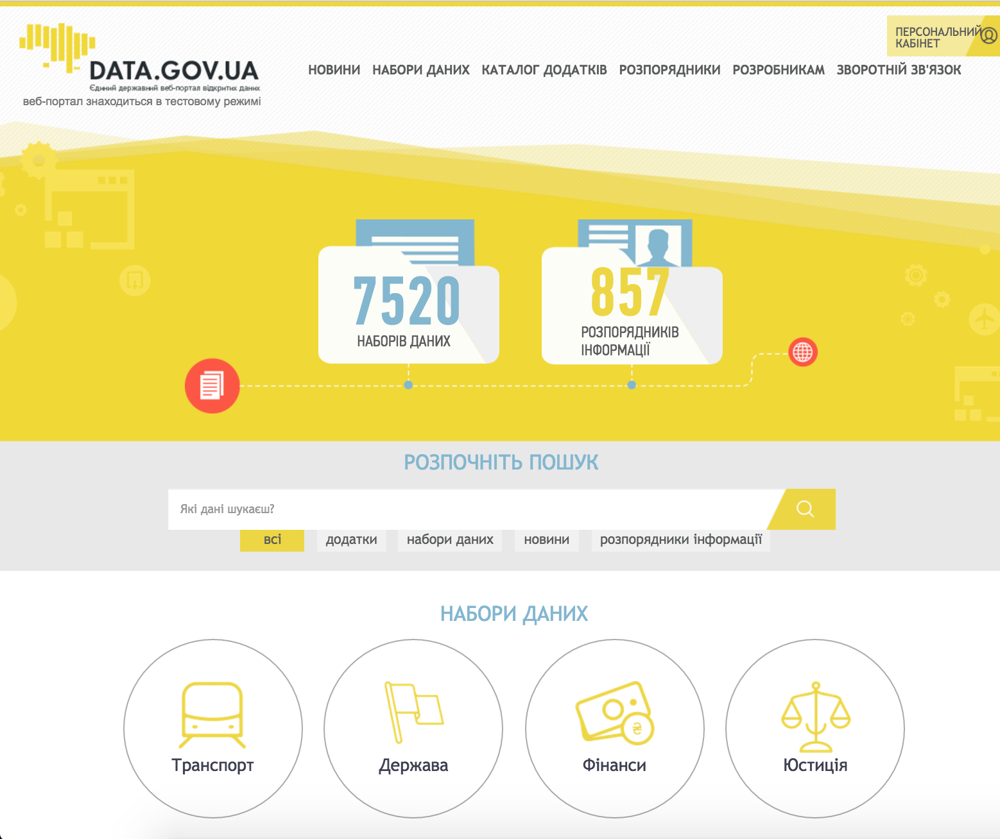 ПЕРСОНАЛЬНИЙ
КАБІНЕТ
DATA.GOV.UA
Єдиний державний веб-портал відкритих даних
веб-портал знаходиться в тестовому режимі
НОВИНИ НАБОРИ ДАНИХ КАТАЛОГ ДОДАТКІВ РОЗПОРЯДНИКИ РОЗРОБНИКАМ ЗВОРОТНІЙ ЗВ'ЯЗОК
7520
НАБОРІВ ДАНИХ
857
РОЗПОРЯДНИКІВ
ІНФОРМАЦІЇ
РОЗПОЧНІТЬ ПОШУК
Які дані шукаєш?
всі додатки набори даних новини розпорядники інформації
НАБОРИ ДАНИХ
₴
Транспорт Держава Фінанси Юстиція